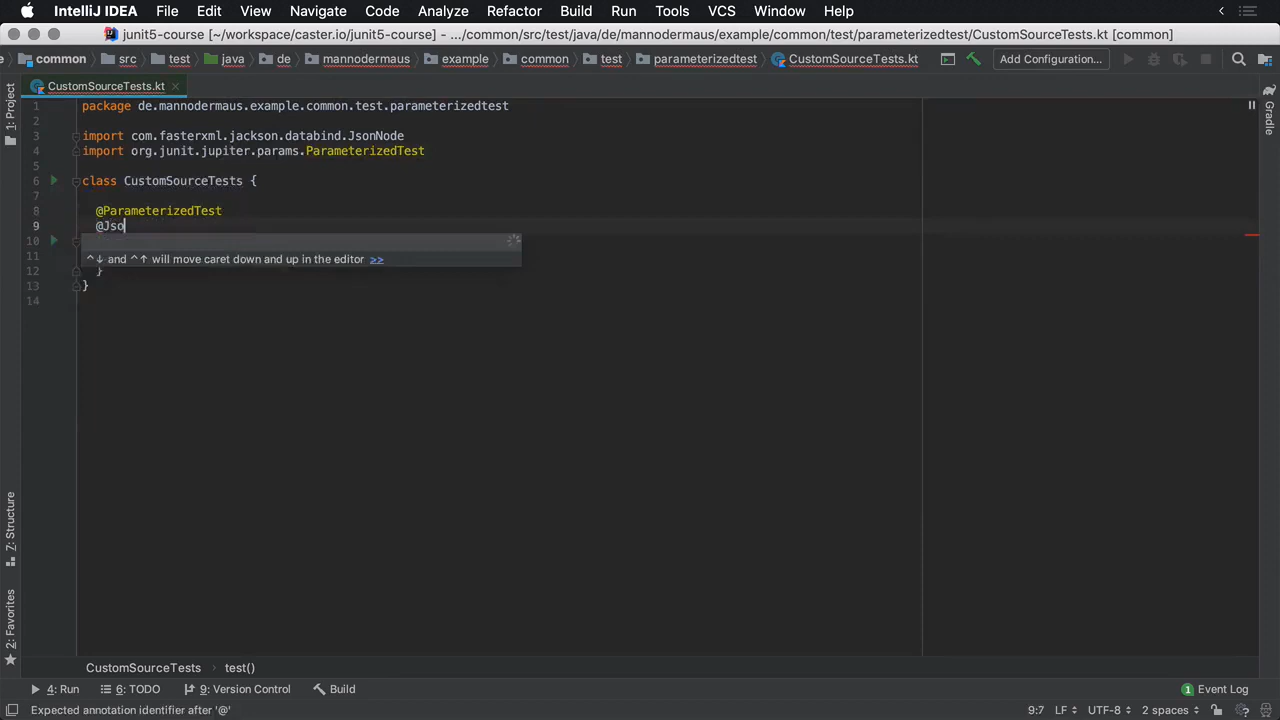 IntelliJ IDEA File Edit View Navigate Code Analyze Refactor Build Run Tools VCS Window Help
junit5-course [~/workspace/caster.io/junit5-course] - .../common/src/test/java/de/mannodermaus/example/common/test/parameterizedtest/CustomSourceTests.kt [common]
common src test java de mannodermaus example common test parameterizedtest CustomSourceTests.kt Add Configuration...
CustomSourceTests.kt
1: Project
Gradle
1 package de.mannodermaus.example.common.test.parameterizedtest
2
3 import com.fasterxml.jackson.databind.JsonNode
4 import org.junit.jupiter.params.ParameterizedTest
5
6 class CustomSourceTests {
7
8 @ParameterizedTest
9 @Jso
10
11 ^↓ and ^↑ will move caret down and up in the editor >>
12 }
13 }
14
Z: Structure
2: Favorites
CustomSourceTests test()
4: Run 6: TODO 9: Version Control Build 1 Event Log
Expected annotation identifier after '@' 9:7 LF UTF-8 2 spaces